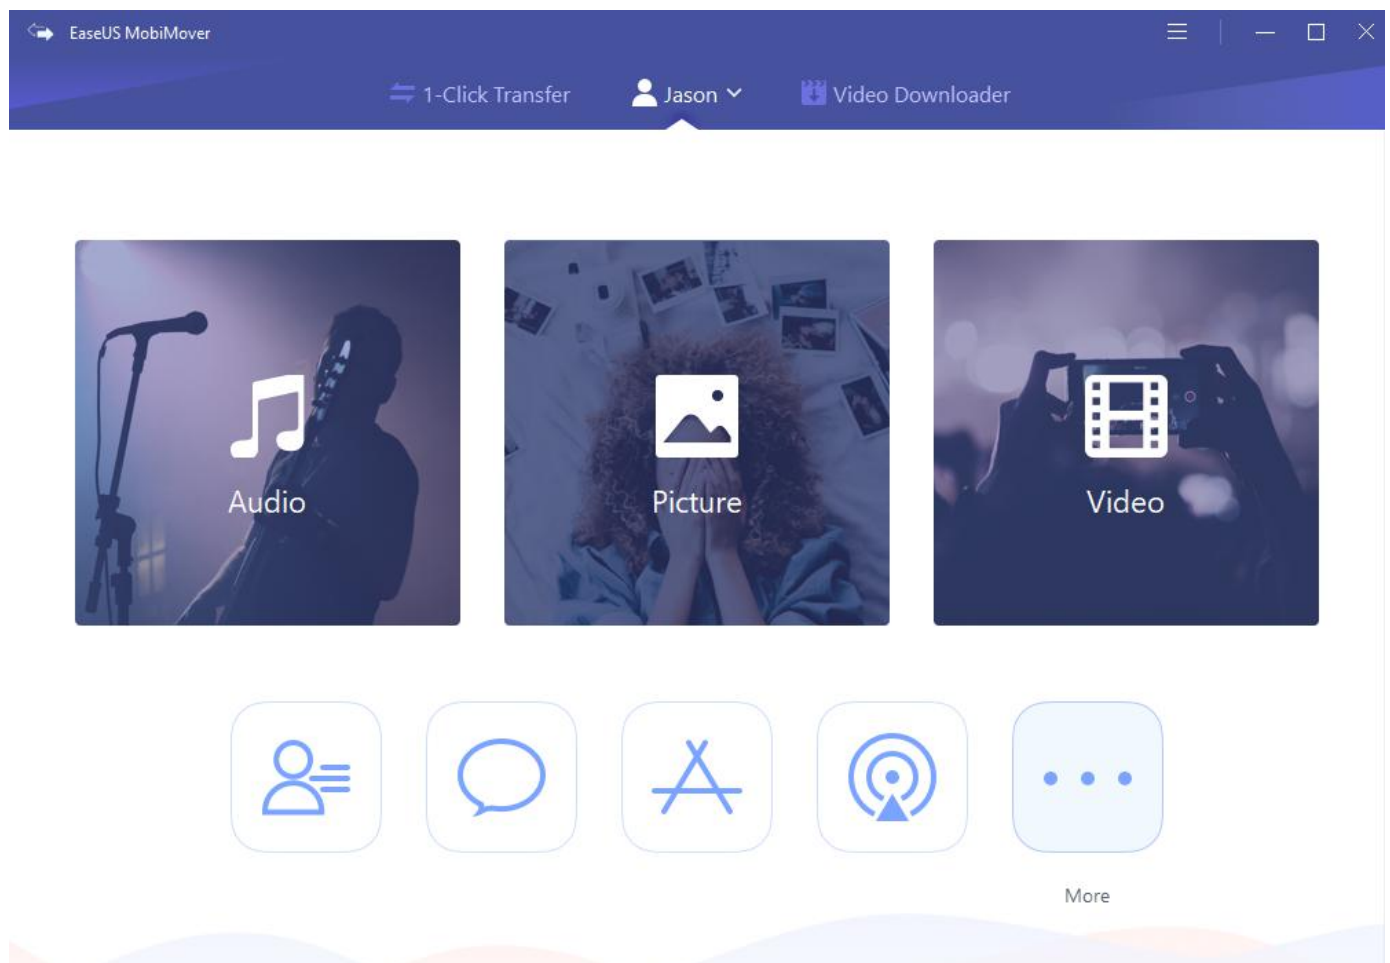 EaseUS MobiMover
1-Click Transfer
Jason
Video Downloader
Audio
Picture
Video
More